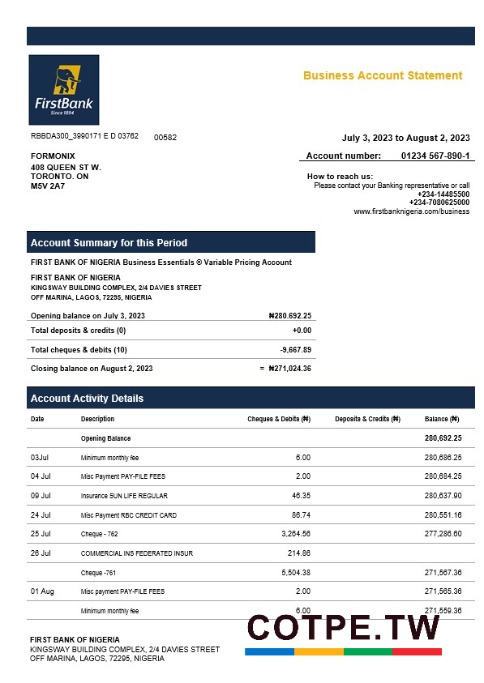 FirstBank
Since 1894
Business Account Statement
RBBDA300_3990171 E D 03762 00582
July 3, 2023 to August 2, 2023
FORMONIX
Account number: 01234 567-890-1
408 QUEEN ST W.
TORONTO. ON
M5V 2A7
How to reach us:
Please contact your Banking representative or call
+234-14485500
+234-7080625000
www.firstbanknigeria.com/business
Account Summary for this Period
FIRST BANK OF NIGERIA Business Essentials ® Variable Pricing Account
FIRST BANK OF NIGERIA
KINGSWAY BUILDING COMPLEX, 2/4 DAVIES STREET
OFF MARINA, LAGOS, 72295, NIGERIA
Opening balance on July 3, 2023 ₦280,692.25
Total deposits & credits (0) +0.00
Total cheques & debits (10) -9,667.89
Closing balance on August 2, 2023 = ₦271,024.36
Account Activity Details
Date Description Cheques & Debits (₦) Deposits & Credits (₦) Balance (₦)
Opening Balance 280,692.25
03Jul Minimum monthly fee 6.00 280,686.25
04 Jul Misc Payment PAY-FILE FEES 2.00 280,684.25
09 Jul Insurance SUN LIFE REGULAR 46.35 280,637.90
24 Jul Misc Payment RBC CREDIT CARD 86.74 280,551.16
25 Jul Cheque - 762 3,264.56 277,286.60
26 Jul COMMERCIAL INS FEDERATED INSUR 214.86
Cheque -761 5,504.38 271,567.36
01 Aug Misc payment PAY-FILE FEES 2.00 271,565.36
Minimum monthly fee 6.00 271,559.36
COTPE.TW
FIRST BANK OF NIGERIA
KINGSWAY BUILDING COMPLEX, 2/4 DAVIES STREET
OFF MARINA, LAGOS, 72295, NIGERIA